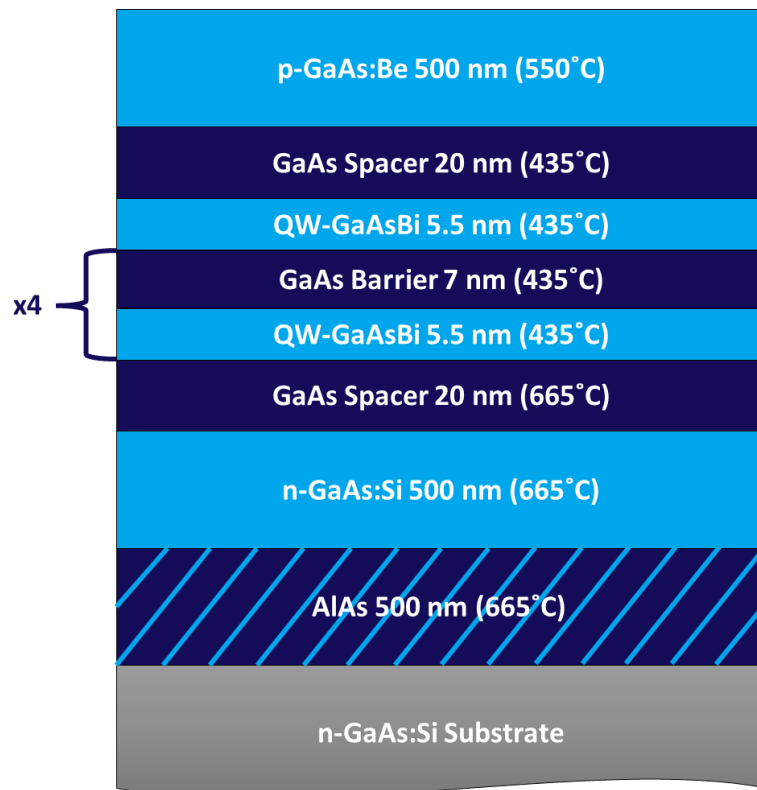 p-GaAs:Be 500 nm (550˚C)
GaAs Spacer 20 nm (435˚C)
QW-GaAsBi 5.5 nm (435˚C)
GaAs Barrier 7 nm (435˚C)
x4
QW-GaAsBi 5.5 nm (435˚C)
GaAs Spacer 20 nm (665˚C)
n-GaAs:Si 500 nm (665˚C)
AlAs 500 nm (665˚C)
n-GaAs:Si Substrate